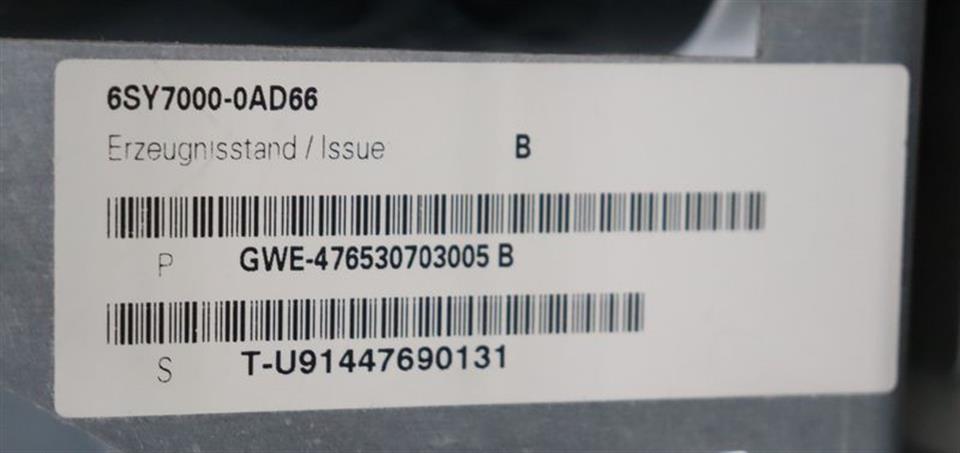 6SY7000-0AD66
Erzeugnisstand / Issue B
P GWE-476530703005 B
S T-U91447690131